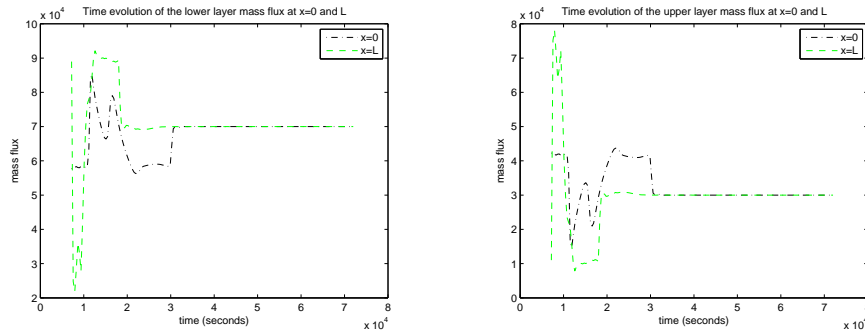 Time evolution of the lower layer mass flux at x=0 and L
x 10^4
10
9
8
7
6
5
4
3
2
mass flux
x=0
x=L
0
1
2
3
4
5
6
7
8
time (seconds)
x 10^4
Time evolution of the upper layer mass flux at x=0 and L
x 10^4
8
7
6
5
4
3
2
1
0
mass flux
x=0
x=L
0
1
2
3
4
5
6
7
8
time (seconds)
x 10^4